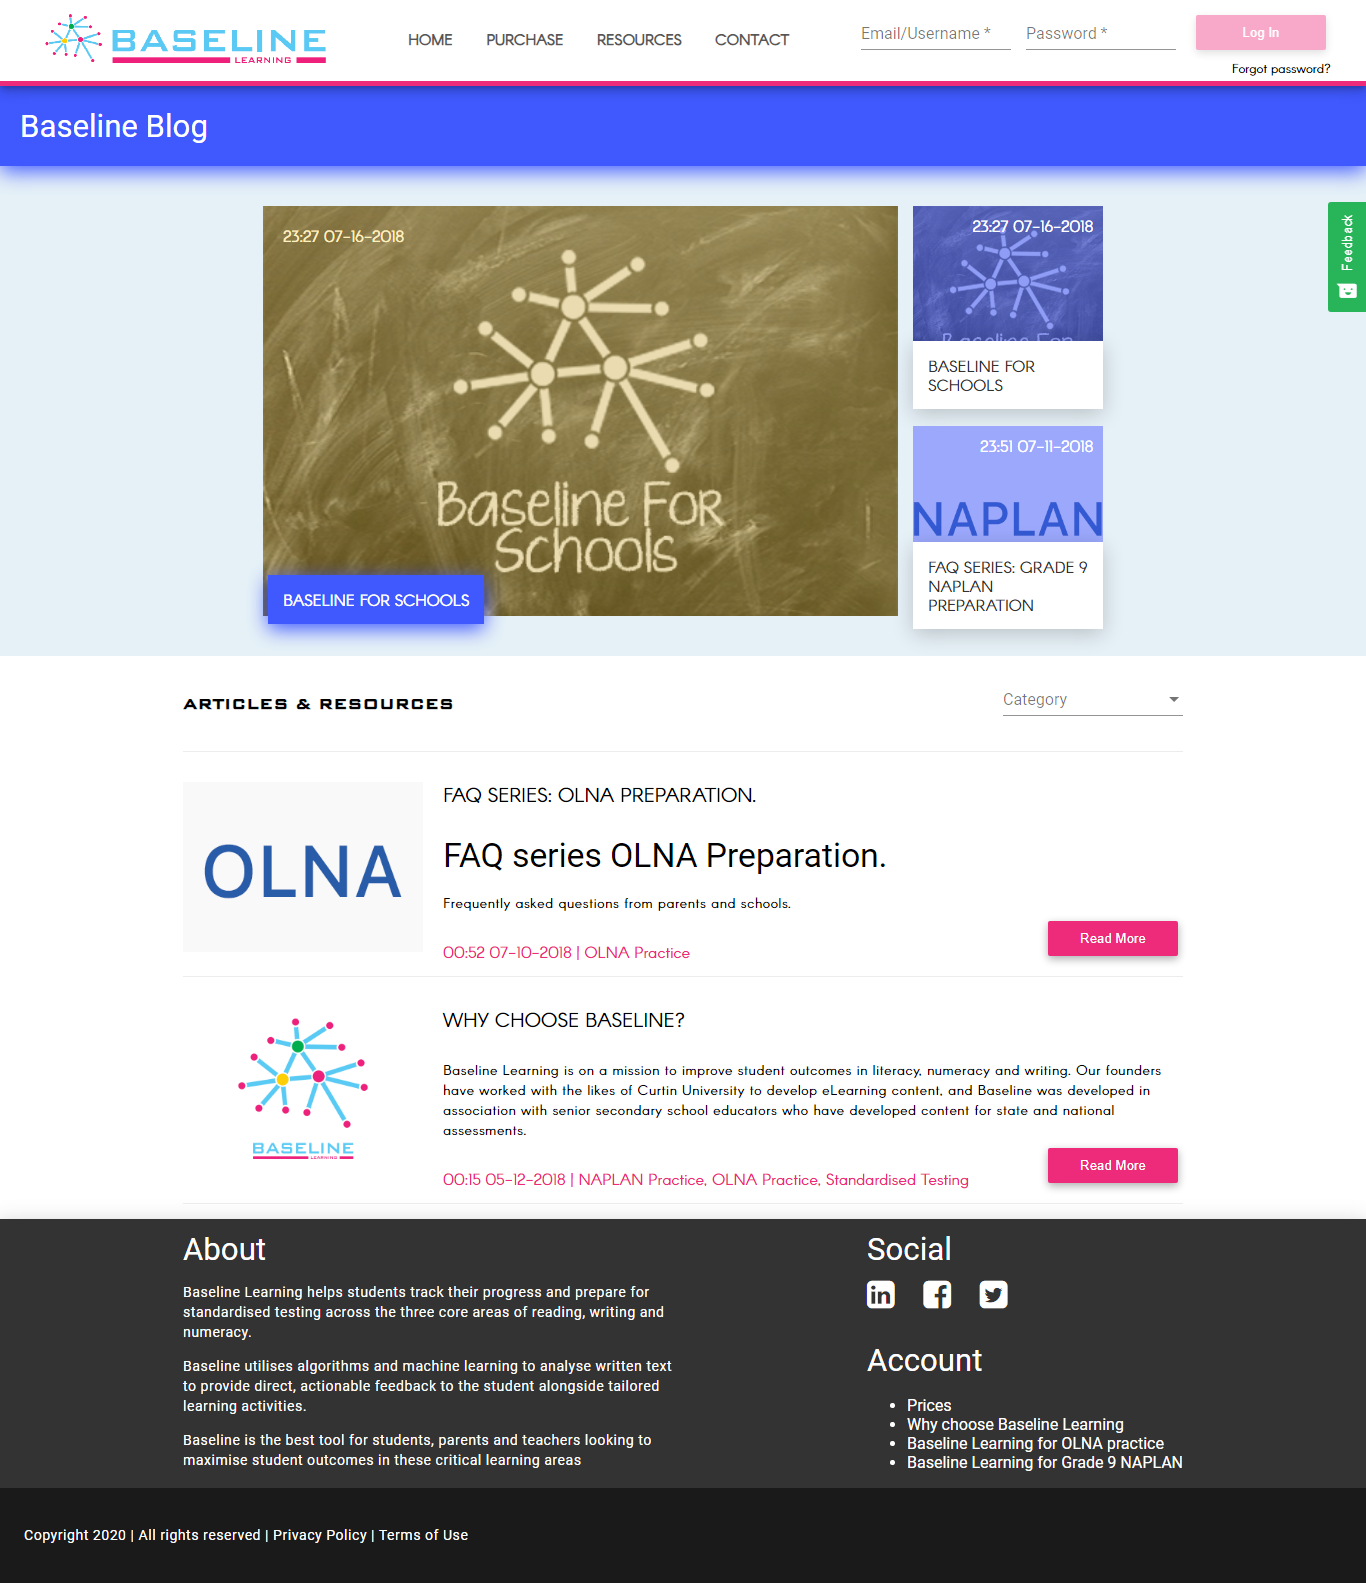 BASELINE
LEARNING
HOME PURCHASE RESOURCES CONTACT
Email/Username * Password *
Log In
Forgot password?
Baseline Blog
Feedback
23:27 07-16-2018
Baseline For
Schools
BASELINE FOR SCHOOLS
23:27 07-16-2018
Baseline For
BASELINE FOR
SCHOOLS
23:51 07-11-2018
NAPLAN
FAQ SERIES: GRADE 9
NAPLAN
PREPARATION
ARTICLES & RESOURCES
Category
OLNA
FAQ SERIES: OLNA PREPARATION.
FAQ series OLNA Preparation.
Frequently asked questions from parents and schools.
00:52 07-10-2018 | OLNA Practice
Read More
BASELINE
LEARNING
WHY CHOOSE BASELINE?
Baseline Learning is on a mission to improve student outcomes in literacy, numeracy and writing. Our founders
have worked with the likes of Curtin University to develop eLearning content, and Baseline was developed in
association with senior secondary school educators who have developed content for state and national
assessments.
00:15 05-12-2018 | NAPLAN Practice, OLNA Practice, Standardised Testing
Read More
About
Baseline Learning helps students track their progress and prepare for
standardised testing across the three core areas of reading, writing and
numeracy.
Baseline utilises algorithms and machine learning to analyse written text
to provide direct, actionable feedback to the student alongside tailored
learning activities.
Baseline is the best tool for students, parents and teachers looking to
maximise student outcomes in these critical learning areas
Social
Account
Prices
Why choose Baseline Learning
Baseline Learning for OLNA practice
Baseline Learning for Grade 9 NAPLAN
Copyright 2020 | All rights reserved | Privacy Policy | Terms of Use